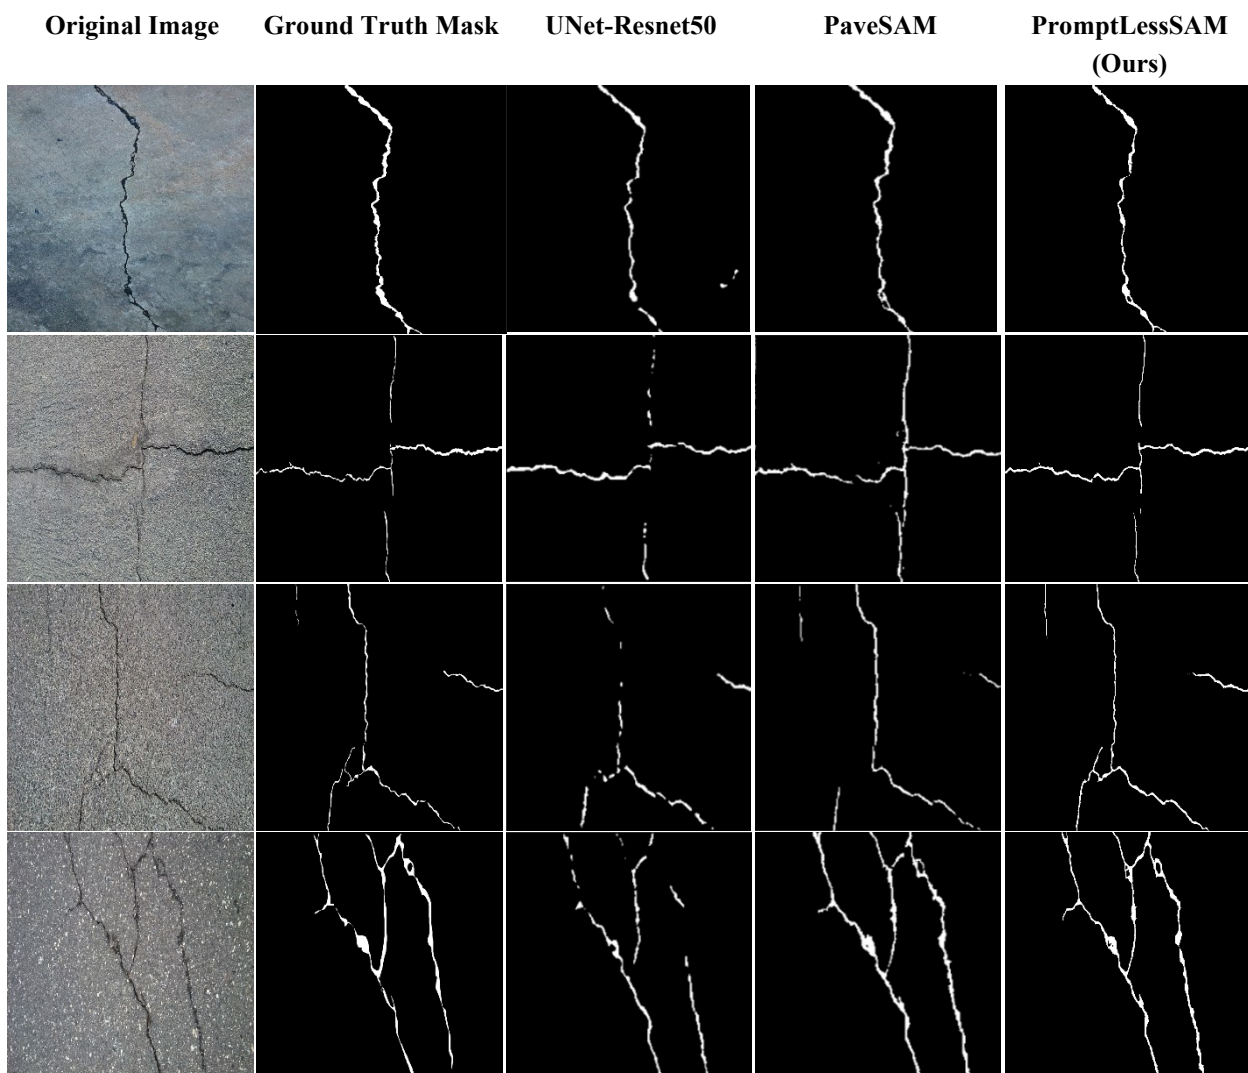 Original Image
Ground Truth Mask
UNet-Resnet50
PaveSAM
PromptLessSAM
(Ours)